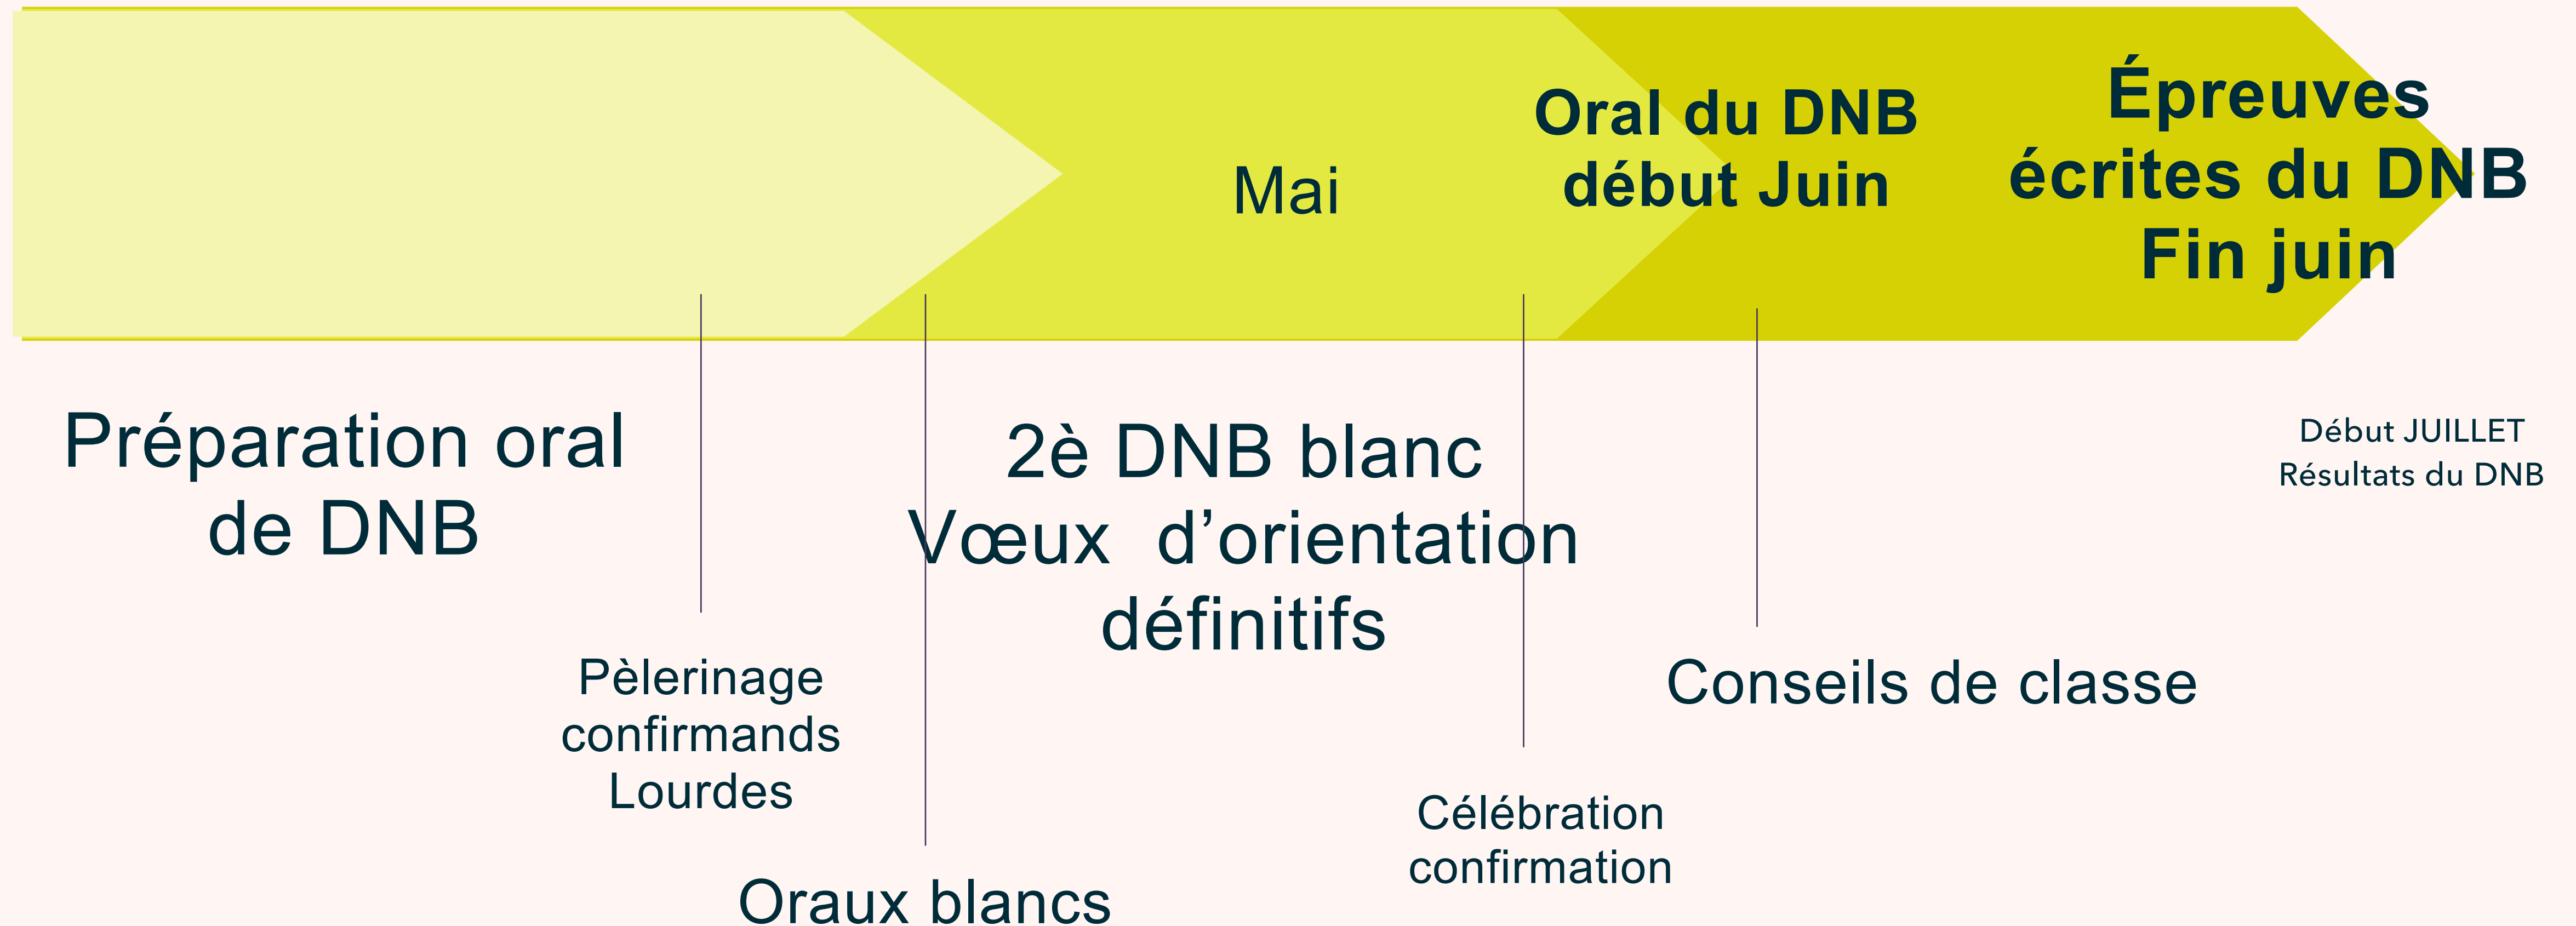 Mai
Oral du DNB
début Juin
Épreuves
écrites du DNB
Fin juin
Préparation oral
de DNB
2è DNB blanc
Vœux d’orientation
définitifs
Début JUILLET
Résultats du DNB
Pèlerinage
confirmands
Lourdes
Conseils de classe
Célébration
confirmation
Oraux blancs